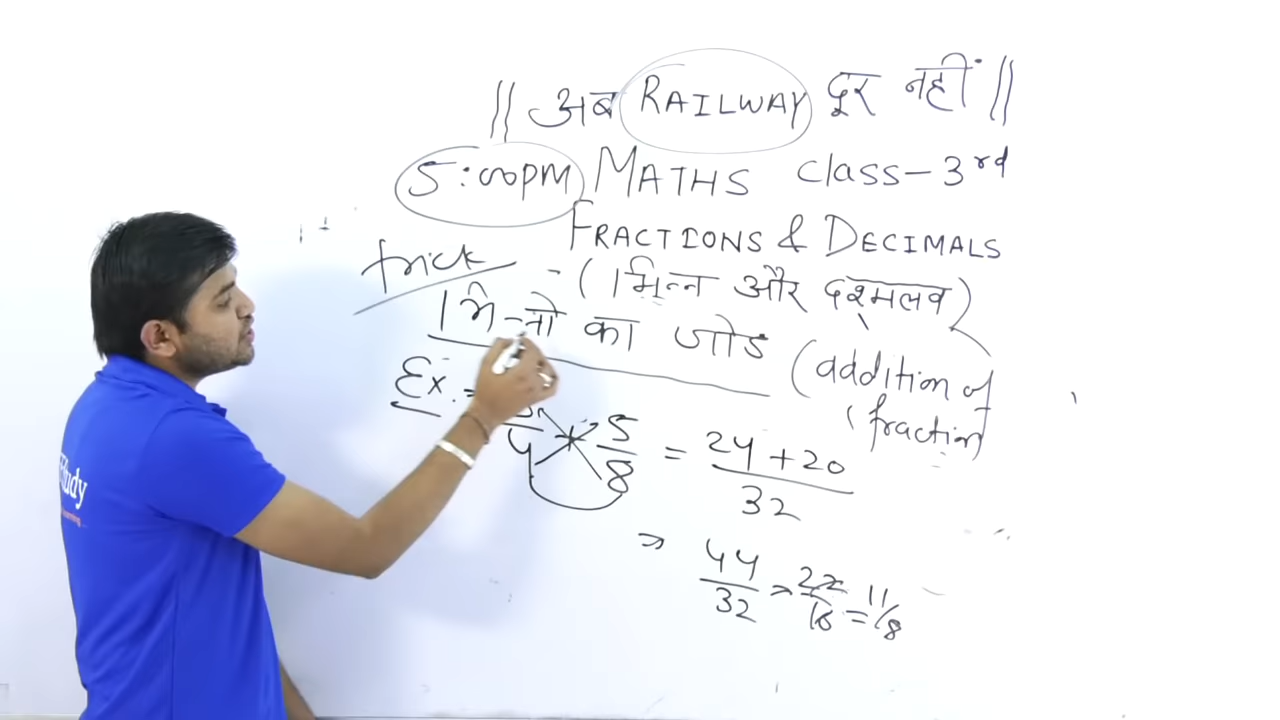 || अब RAILWAY दूर नहीं ||
5:00PM MATHS class-3rd
FRACTIONS & DECIMALS
trick - (भिन्न और दशमलव)
भिन्नो का जोड (addition of fraction)
Ex. = /4 + 5/8 = 24+20/32
⇒ 44/32 = 22/16 = 11/8